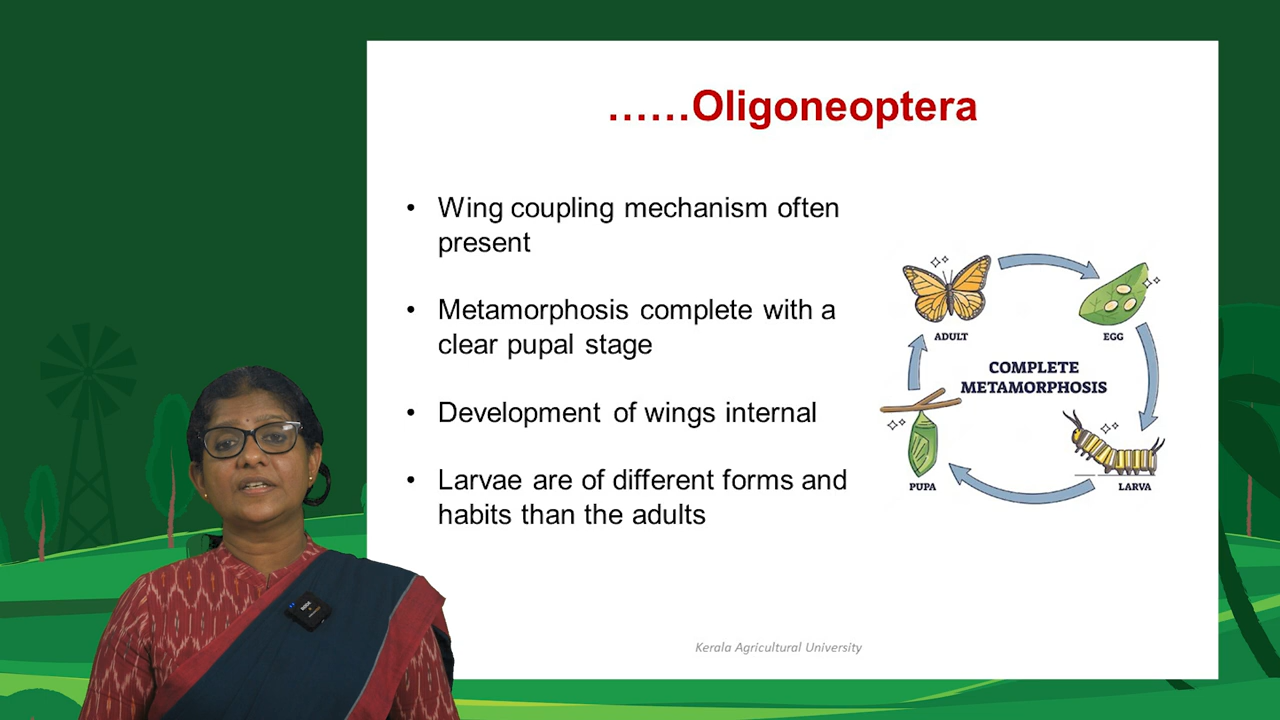 ......Oligoneoptera
• Wing coupling mechanism often
present
• Metamorphosis complete with a
clear pupal stage
• Development of wings internal
• Larvae are of different forms and
habits than the adults
ADULT
EGG
COMPLETE
METAMORPHOSIS
PUPA
LARVA
Kerala Agricultural University